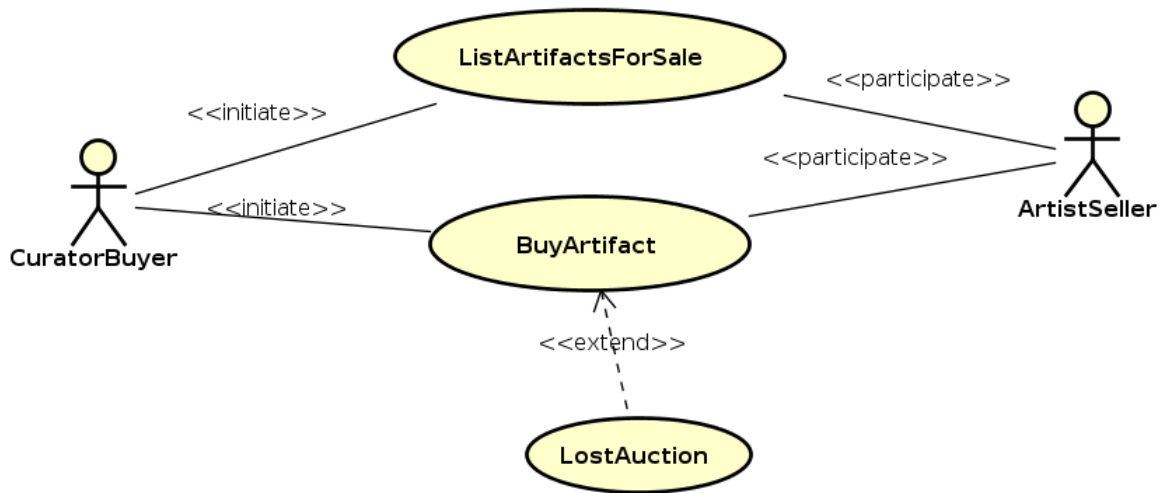 ListArtifactsForSale
<<participate>>
<<initiate>>
<<participate>>
ArtistSeller
<<initiate>>
BuyArtifact
CuratorBuyer
<<extend>>
LostAuction